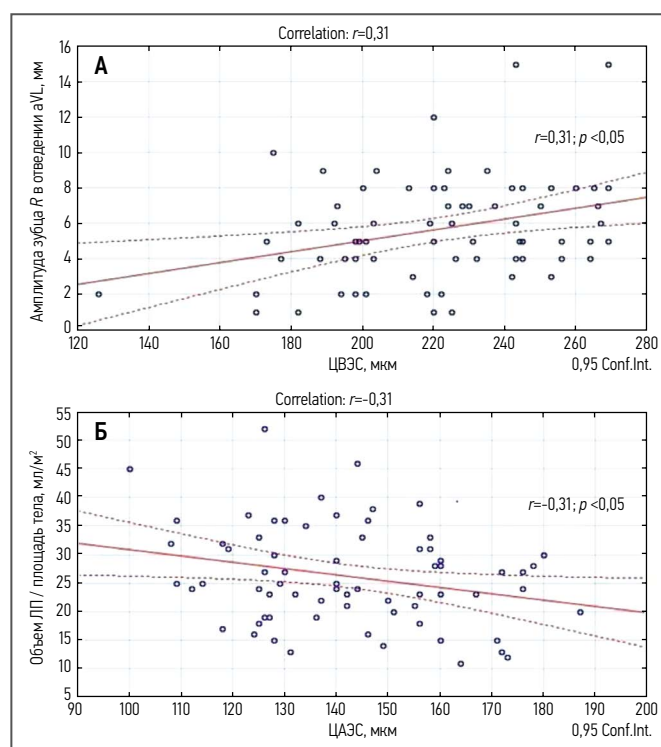 Correlation: r=0,31
А
Амплитуда зубца R в отведении aVL, мм
16
14
12
10
8
6
4
2
0
r=0,31; p <0,05
120 140 160 180 200 220 240 260 280
ЦВЭС, мкм
0,95 Conf.Int.
Correlation: r=-0,31
Б
Объем ЛП / площадь тела, мл/м²
55
50
45
40
35
30
25
20
15
10
5
r=-0,31; p <0,05
90 100 110 120 130 140 150 160 170 180 190 200
ЦАЭС, мкм
0,95 Conf.Int.